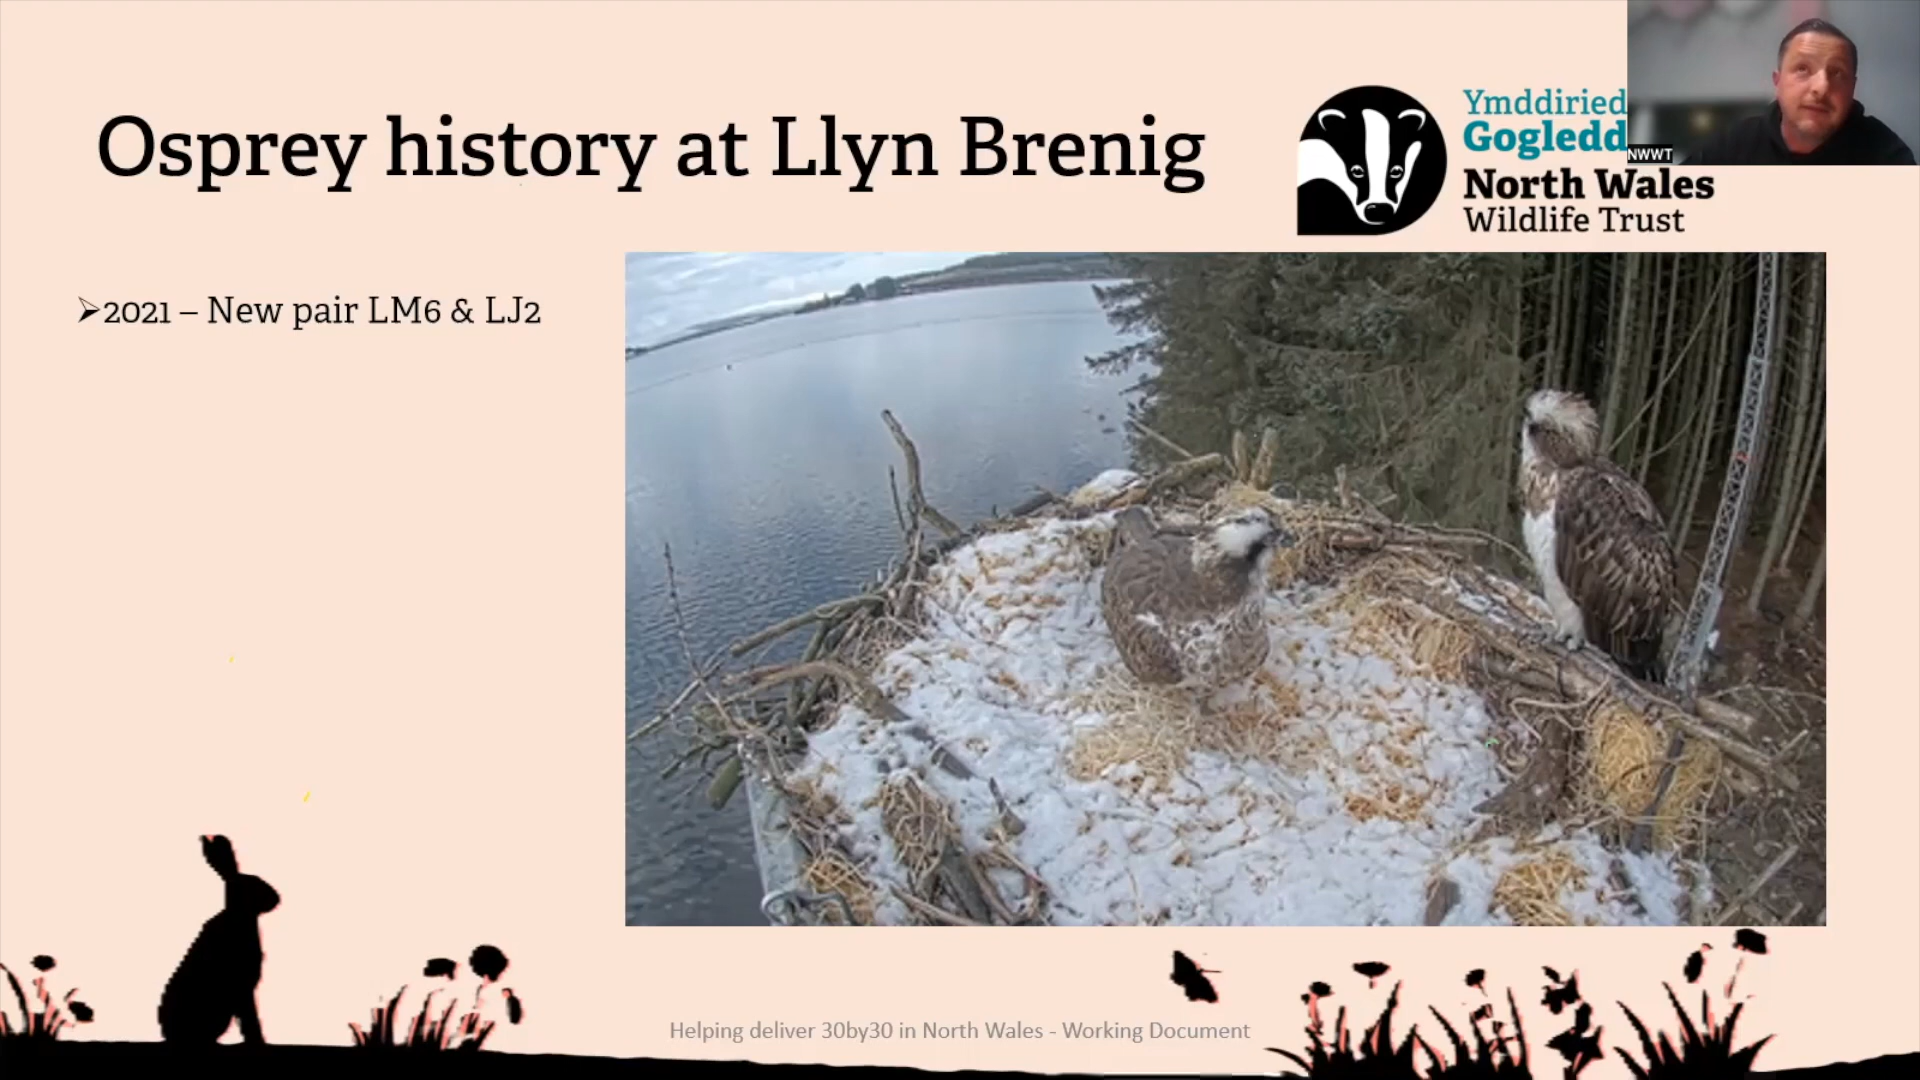 Osprey history at Llyn Brenig
Ymddiried
Gogledd
North Wales
Wildlife Trust
NWWT
➢2021 – New pair LM6 & LJ2
Helping deliver 30by30 in North Wales - Working Document